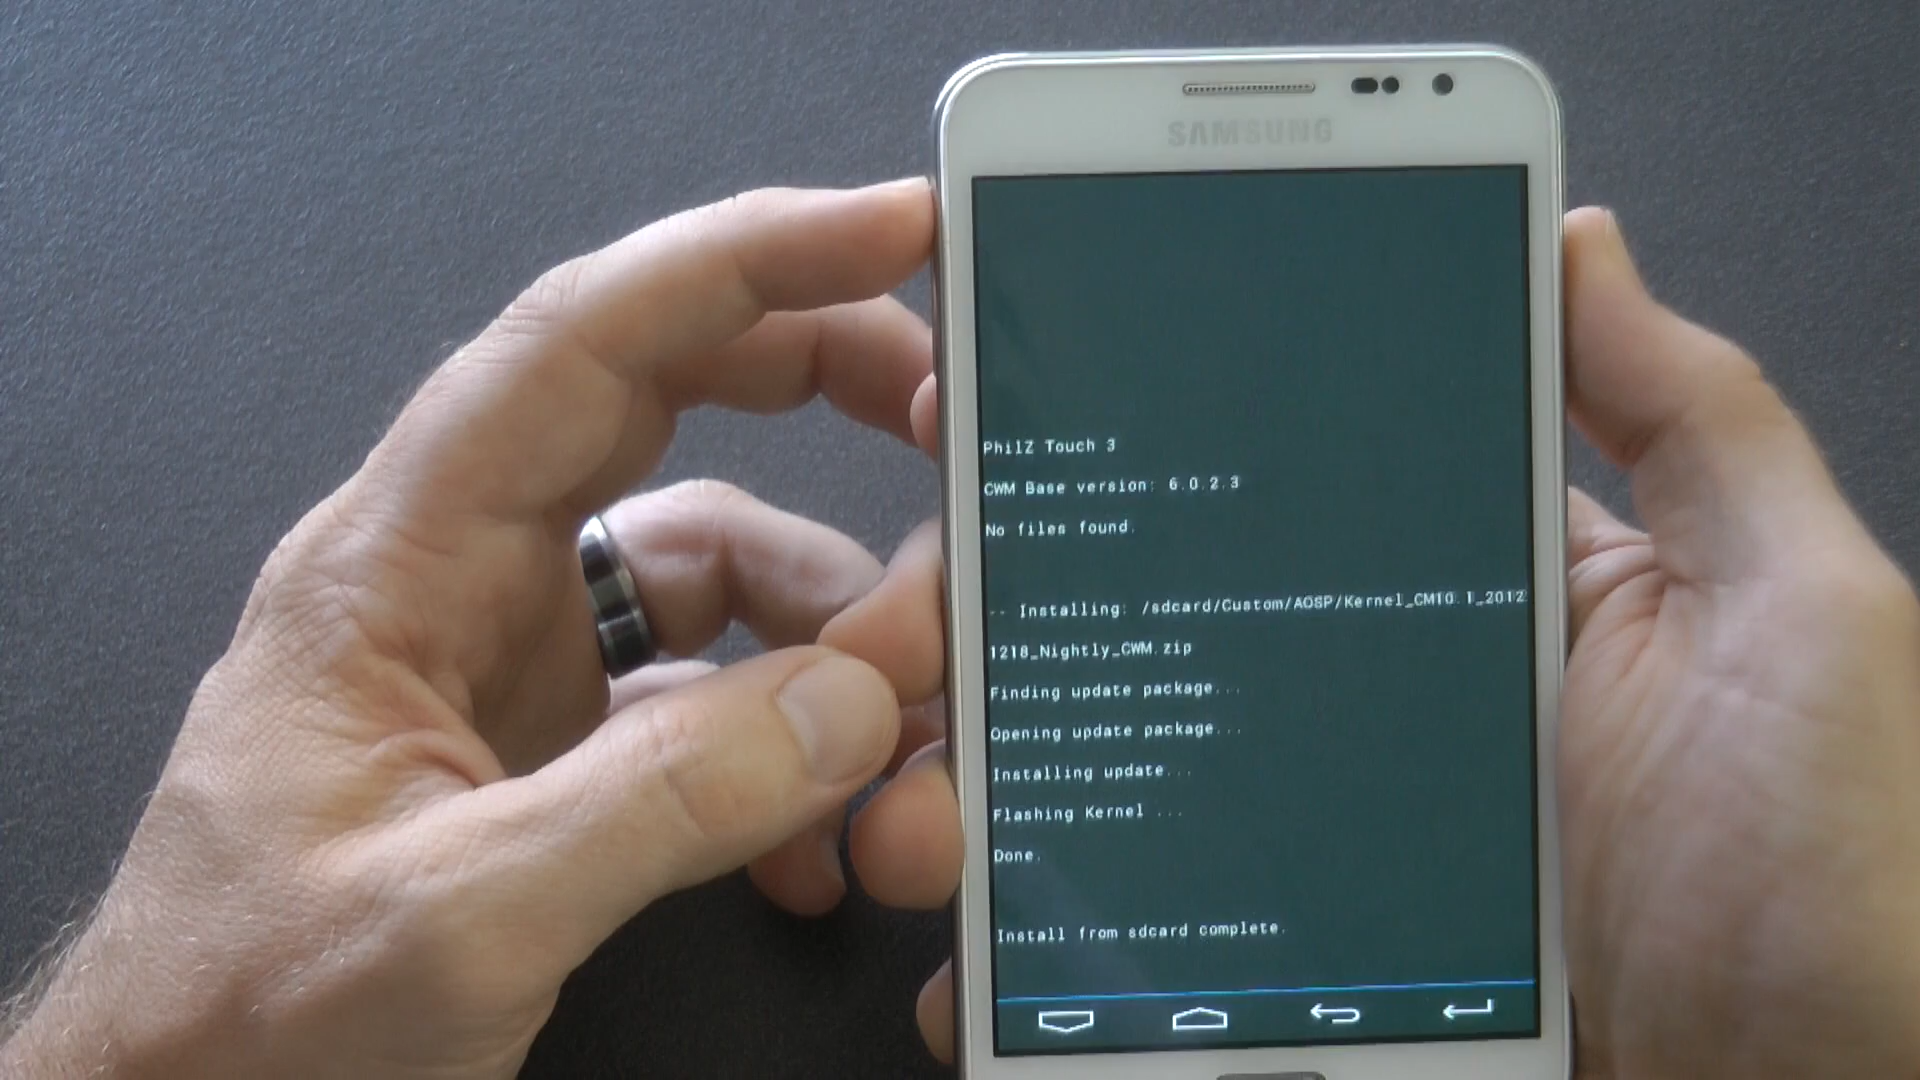 SAMSUNG
PhilZ Touch 3
CWM Base version: 6.0.2.3
No files found.
-- Installing: /sdcard/Custom/AOSP/Kernel_CM10.1_2012
1218_Nightly_CWM.zip
Finding update package...
Opening update package...
Installing update...
Flashing Kernel ...
Done.
Install from sdcard complete.